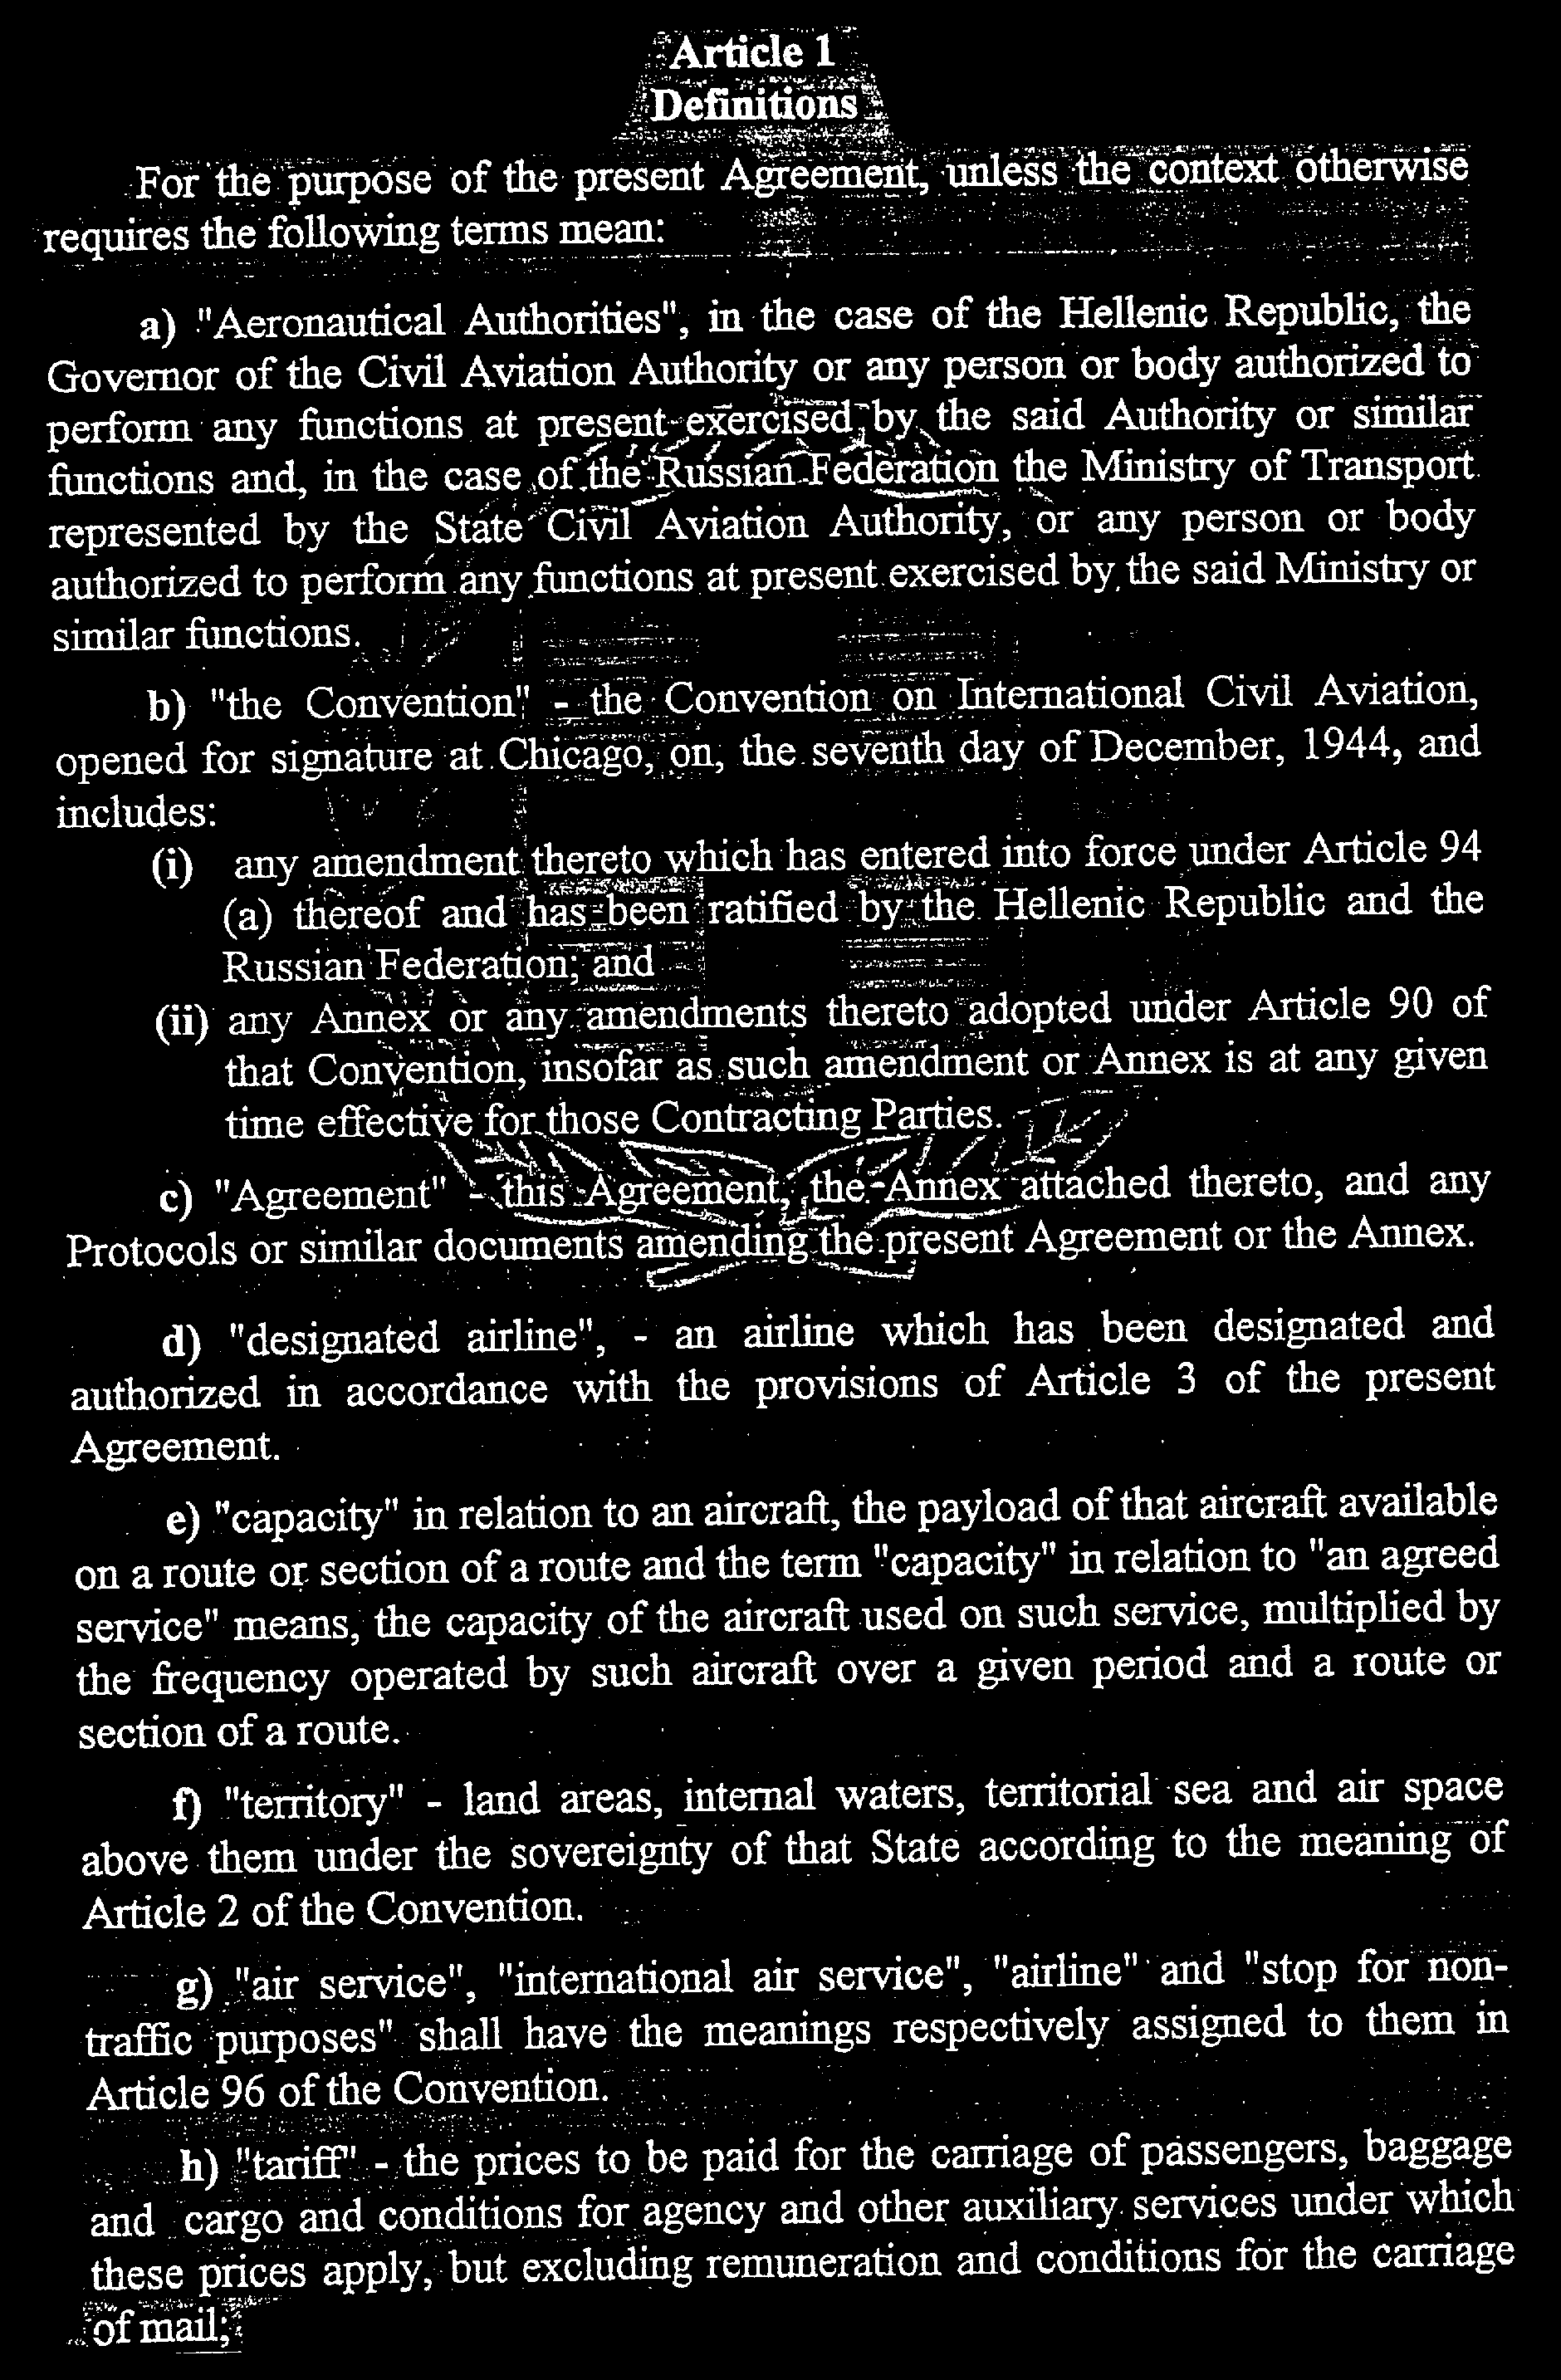 Article 1
Definitions
For the purpose of the present Agreement, unless the context otherwise
requires the following terms mean:
a) "Aeronautical Authorities", in the case of the Hellenic Republic, the
Governor of the Civil Aviation Authority or any person or body authorized to
perform any functions at present exercised by the said Authority or similar
functions and, in the case of the Russian Federation the Ministry of Transport
represented by the State Civil Aviation Authority, or any person or body
authorized to perform any functions at present exercised by the said Ministry or
similar functions.
b) "the Convention" - the Convention on International Civil Aviation,
opened for signature at Chicago, on, the seventh day of December, 1944, and
includes:
(i) any amendment thereto which has entered into force under Article 94
(a) thereof and has been ratified by the Hellenic Republic and the
Russian Federation; and
(ii) any Annex or any amendments thereto adopted under Article 90 of
that Convention, insofar as such amendment or Annex is at any given
time effective for those Contracting Parties.
c) "Agreement" - this Agreement, the Annex attached thereto, and any
Protocols or similar documents amending the present Agreement or the Annex.
d) "designated airline", - an airline which has been designated and
authorized in accordance with the provisions of Article 3 of the present
Agreement.
e) "capacity" in relation to an aircraft, the payload of that aircraft available
on a route or section of a route and the term "capacity" in relation to "an agreed
service" means, the capacity of the aircraft used on such service, multiplied by
the frequency operated by such aircraft over a given period and a route or
section of a route.
f) "territory" - land areas, internal waters, territorial sea and air space
above them under the sovereignty of that State according to the meaning of
Article 2 of the Convention.
g) "air service", "international air service", "airline" and "stop for non-
traffic purposes" shall have the meanings respectively assigned to them in
Article 96 of the Convention.
h) "tariff" - the prices to be paid for the carriage of passengers, baggage
and cargo and conditions for agency and other auxiliary services under which
these prices apply, but excluding remuneration and conditions for the carriage
of mail;